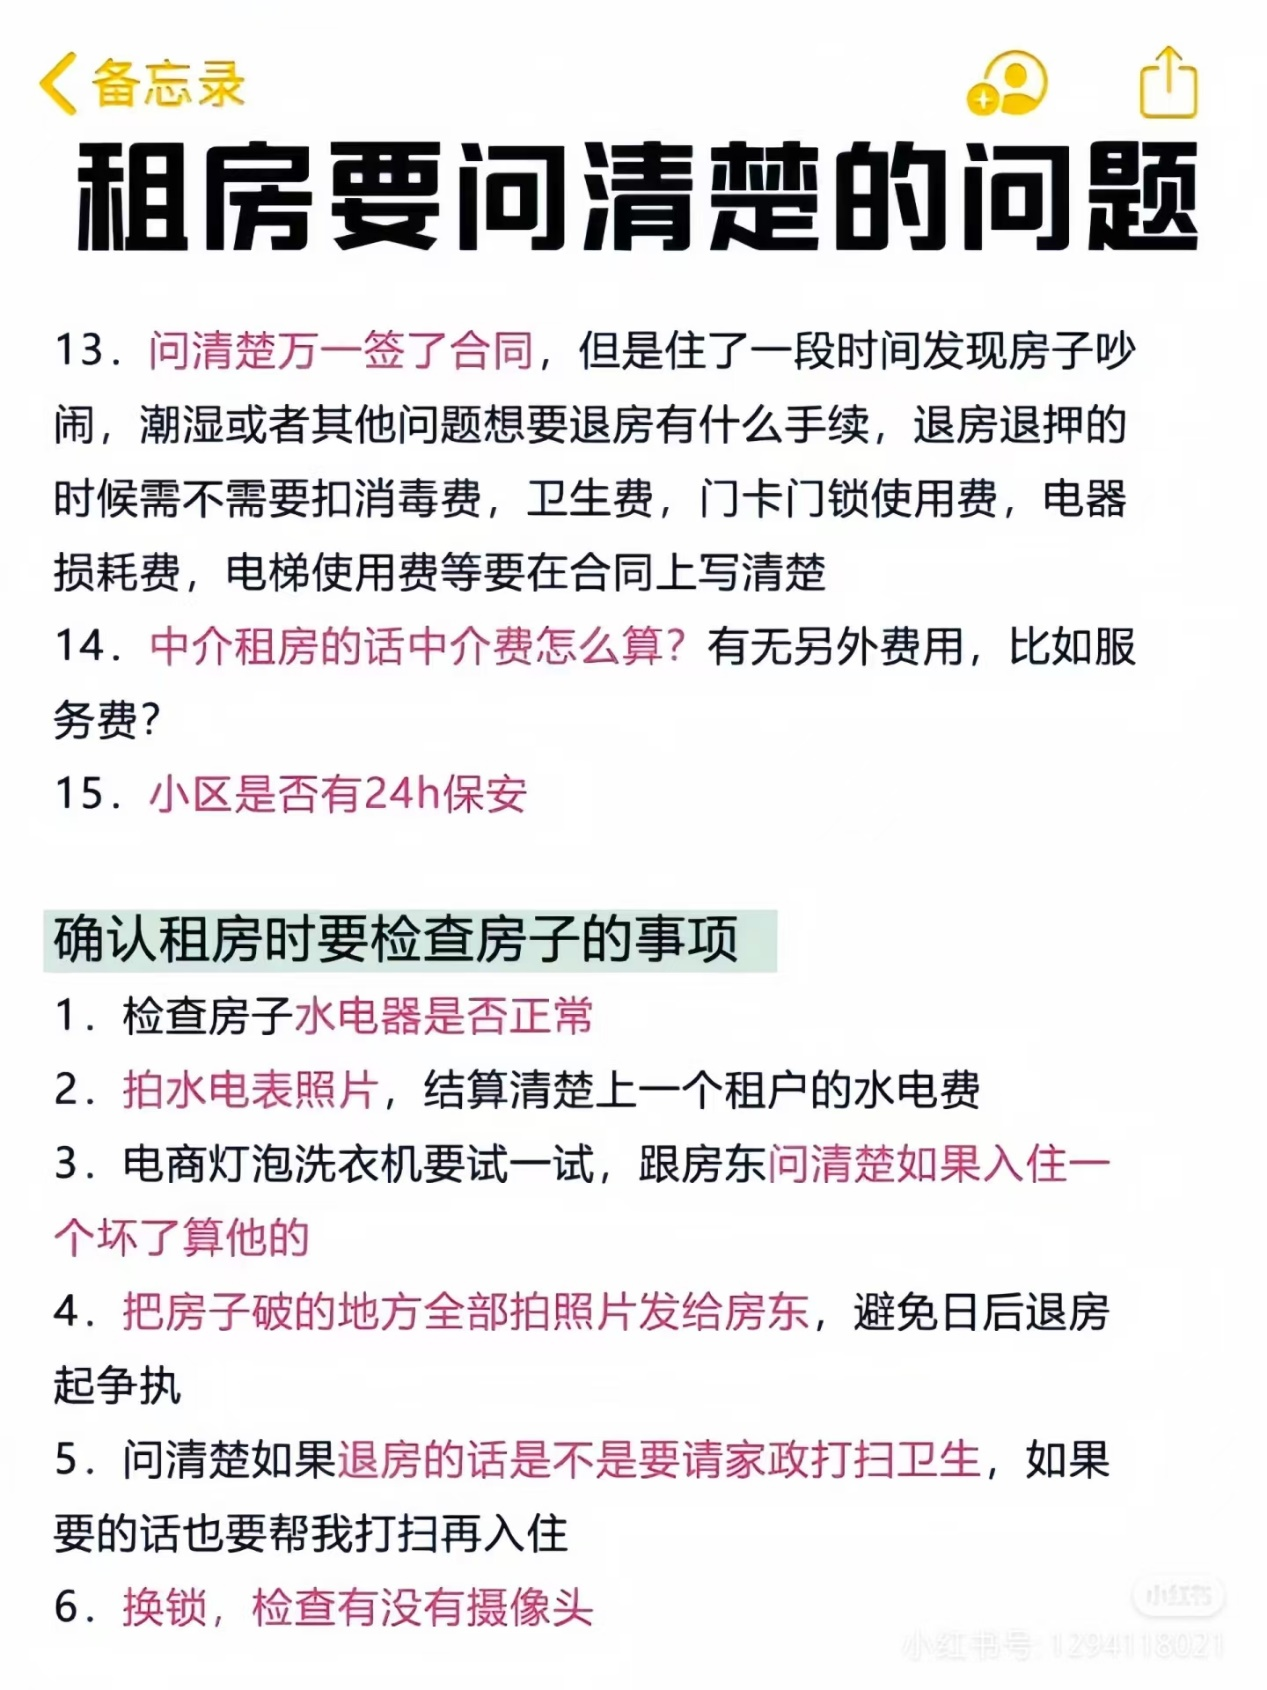 备忘录
租房要问清楚的问题
13. 问清楚万一签了合同，但是住了一段时间发现房子吵
闹，潮湿或者其他问题想要退房有什么手续，退房退押的
时候需不需要扣消毒费，卫生费，门卡门锁使用费，电器
损耗费，电梯使用费等要在合同上写清楚
14. 中介租房的话中介费怎么算？有无另外费用，比如服
务费？
15. 小区是否有24h保安
确认租房时要检查房子的事项
1. 检查房子水电器是否正常
2. 拍水电表照片，结算清楚上一个租户的水电费
3. 电商灯泡洗衣机要试一试，跟房东问清楚如果入住一
个坏了算他的
4. 把房子破的地方全部拍照片发给房东，避免日后退房
起争执
5. 问清楚如果退房的话是不是要请家政打扫卫生，如果
要的话也要帮我打扫再入住
6. 换锁，检查有没有摄像头
小红书
小红书号: 1294118021